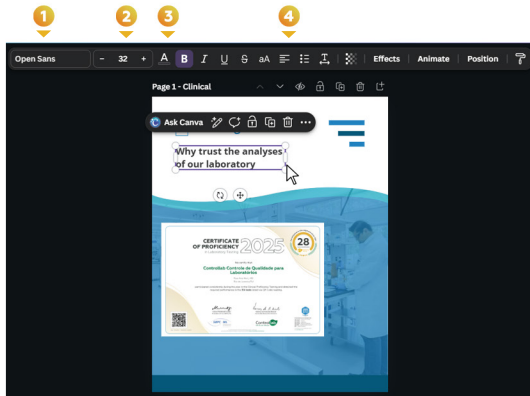 1 2 3 4
Open Sans - 32 + A B I U S aA Effects Animate Position
Page 1 - Clinical
Ask Canva
Why trust the analyses
of our laboratory
CERTIFICATE
OF PROFICIENCY
2025
28
Controllab Controle de Qualidade para
Laboratórios